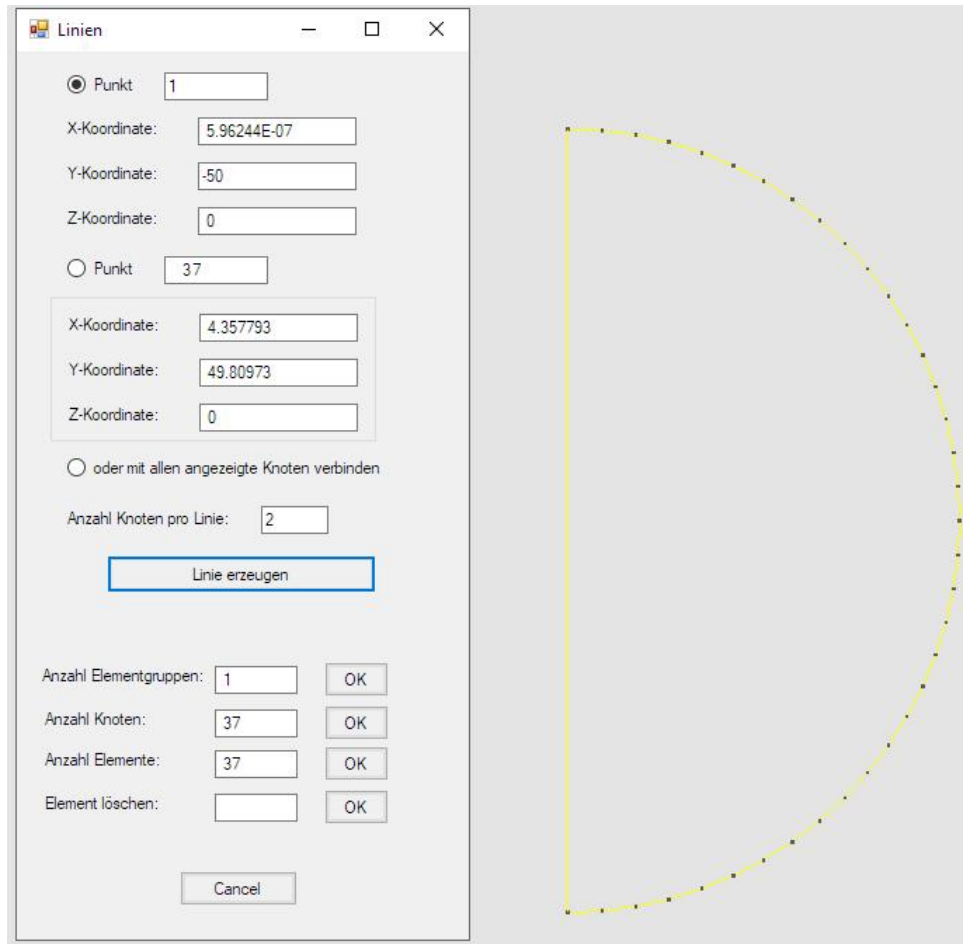 Linien
Punkt 1
X-Koordinate: 5.96244E-07
Y-Koordinate: -50
Z-Koordinate: 0
Punkt 37
X-Koordinate: 4.357793
Y-Koordinate: 49.80973
Z-Koordinate: 0
oder mit allen angezeigte Knoten verbinden
Anzahl Knoten pro Linie: 2
Linie erzeugen
Anzahl Elementgruppen: 1 OK
Anzahl Knoten: 37 OK
Anzahl Elemente: 37 OK
Element löschen: OK
Cancel